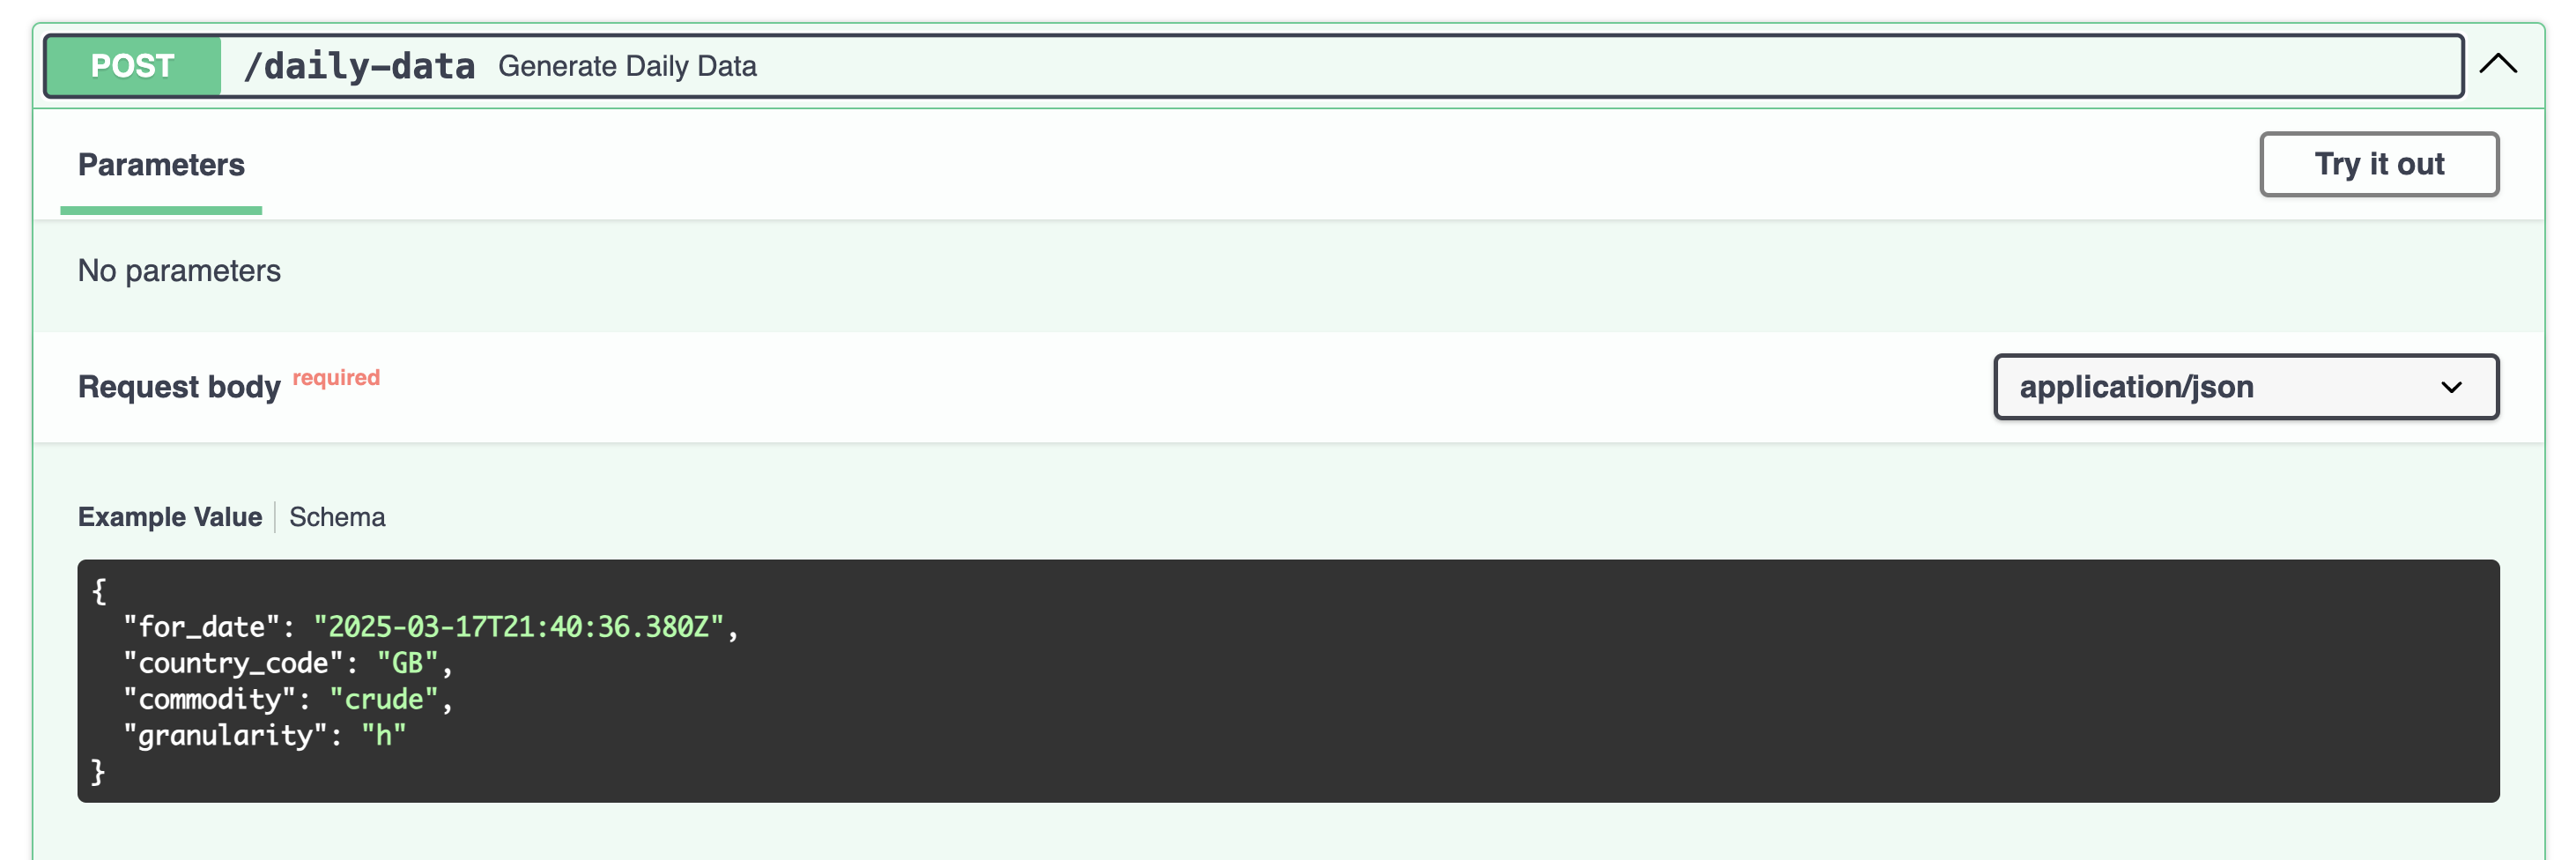 POST /daily-data Generate Daily Data
Parameters
Try it out
No parameters
Request body required
application/json
Example Value Schema
{
  "for_date": "2025-03-17T21:40:36.380Z",
  "country_code": "GB",
  "commodity": "crude",
  "granularity": "h"
}